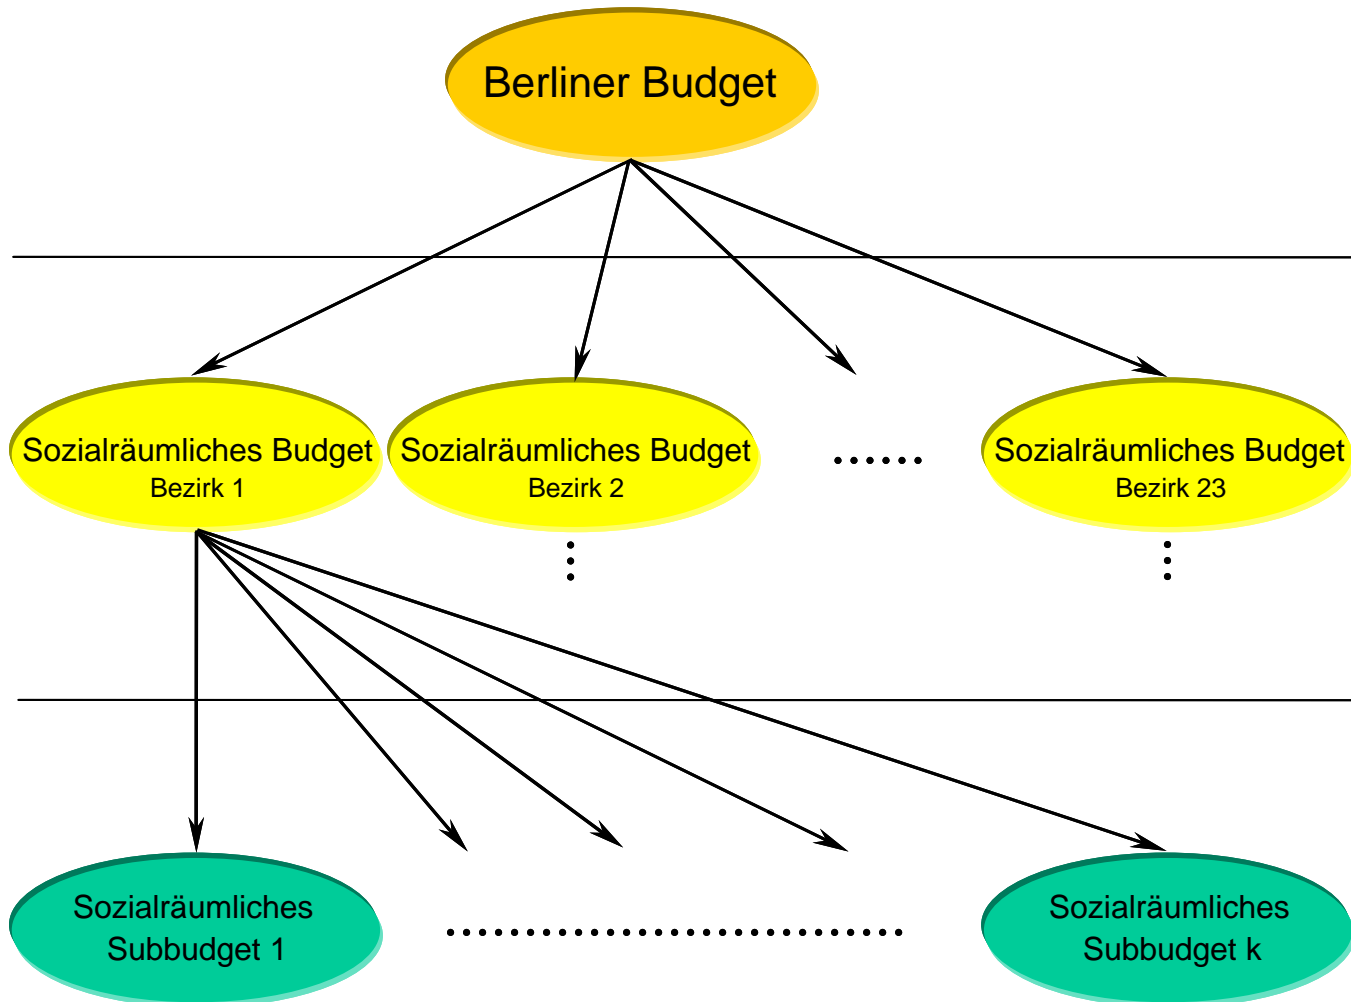 Berliner Budget
Sozialräumliches Budget
Bezirk 1
Sozialräumliches Budget
Bezirk 2
......
Sozialräumliches Budget
Bezirk 23
Sozialräumliches
Subbudget 1
Sozialräumliches
Subbudget k